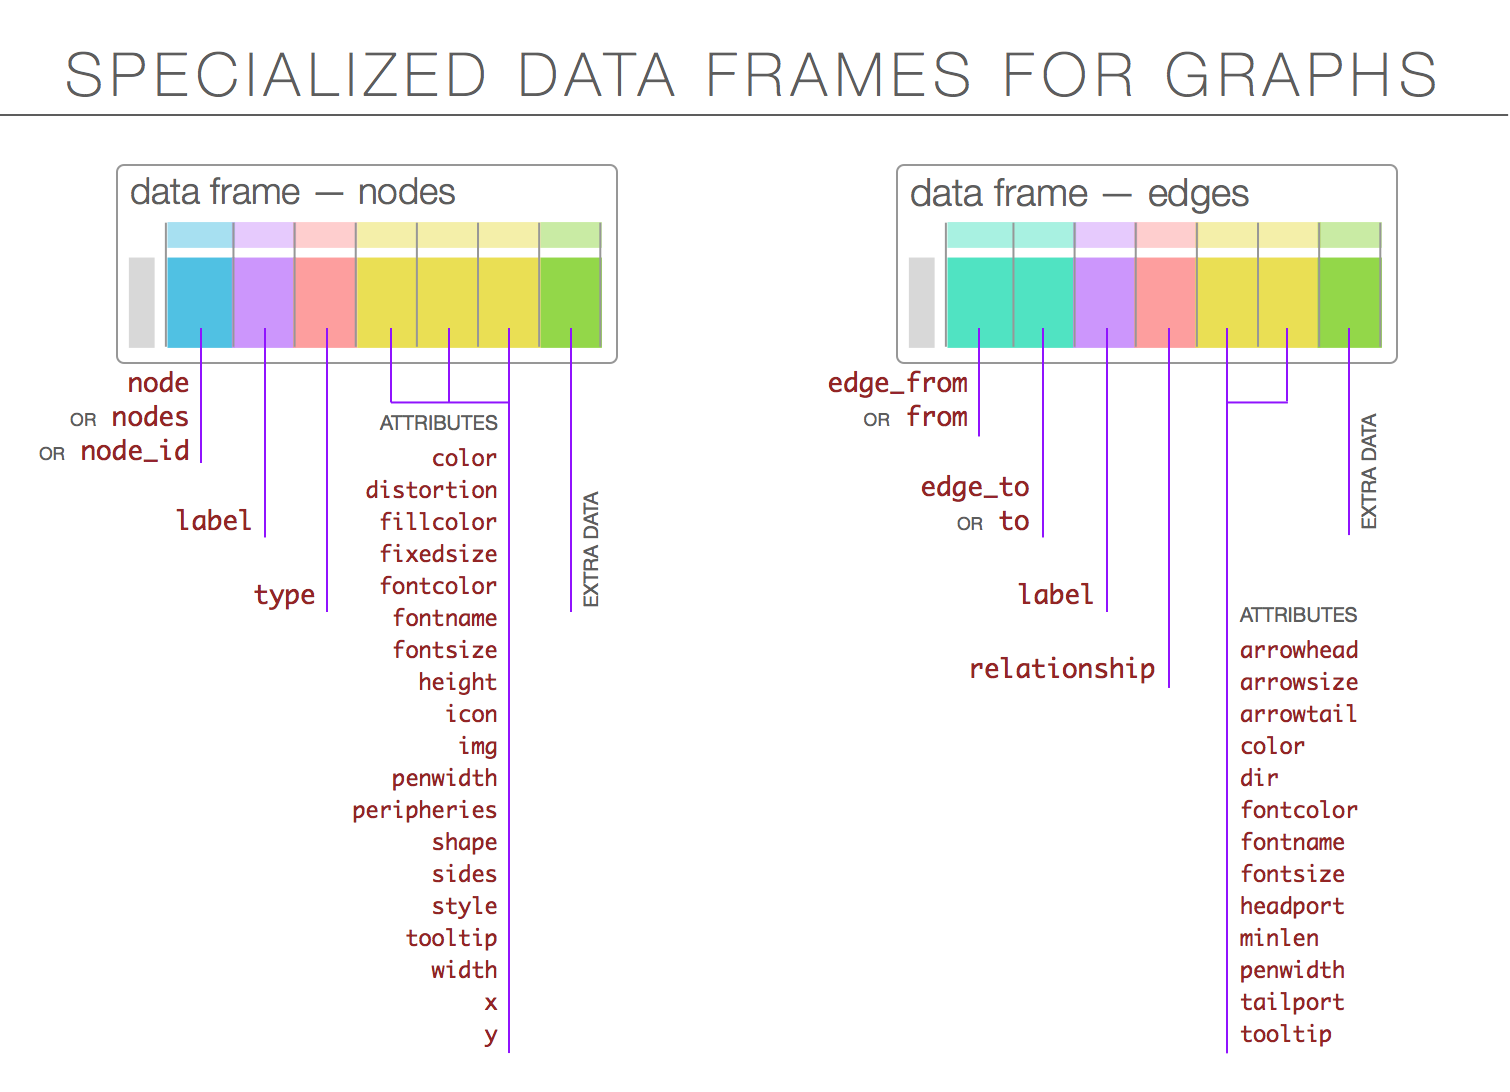 SPECIALIZED DATA FRAMES FOR GRAPHS
data frame — nodes
node
OR nodes
OR node_id
label
type
ATTRIBUTES
color
distortion
fillcolor
fixedsize
fontcolor
fontname
fontsize
height
icon
img
penwidth
peripheries
shape
sides
style
tooltip
width
x
y
EXTRA DATA
data frame — edges
edge_from
OR from
edge_to
OR to
label
relationship
ATTRIBUTES
arrowhead
arrowsize
arrowtail
color
dir
fontcolor
fontname
fontsize
headport
minlen
penwidth
tailport
tooltip
EXTRA DATA